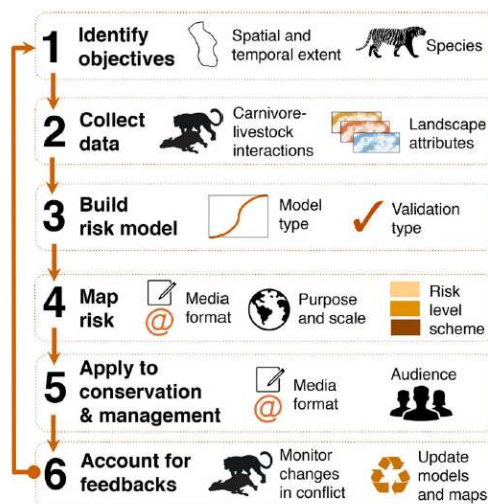 1 Identify objectives
Spatial and temporal extent
Species
2 Collect data
Carnivore-livestock interactions
Landscape attributes
3 Build risk model
Model type
Validation type
4 Map risk
Media format
@
Purpose and scale
Risk level scheme
5 Apply to conservation & management
Media format
@
Audience
6 Account for feedbacks
Monitor changes in conflict
Update models and maps